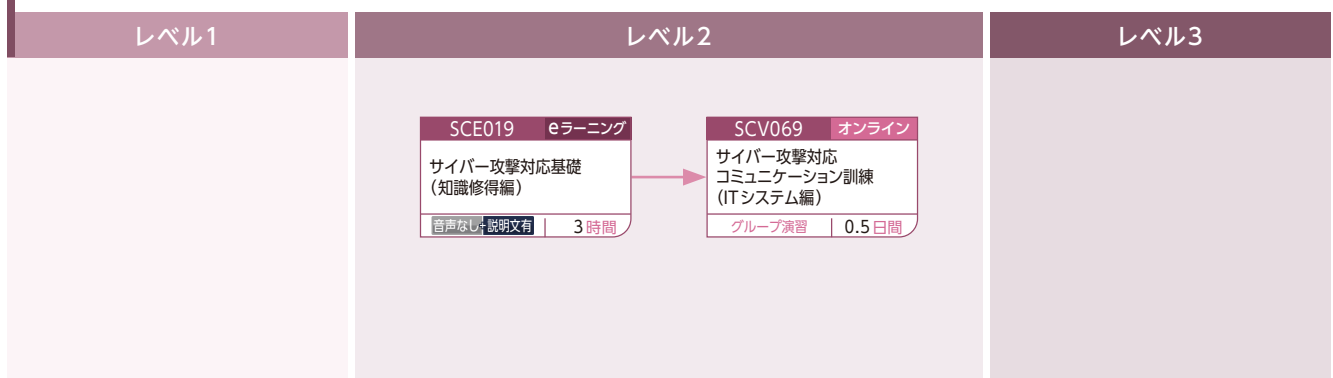 レベル1
レベル2
レベル3
SCE019 eラーニング
サイバー攻撃対応基礎
（知識修得編）
音声なし+説明文有 3時間
SCV069 オンライン
サイバー攻撃対応
コミュニケーション訓練
（ITシステム編）
グループ演習 0.5日間